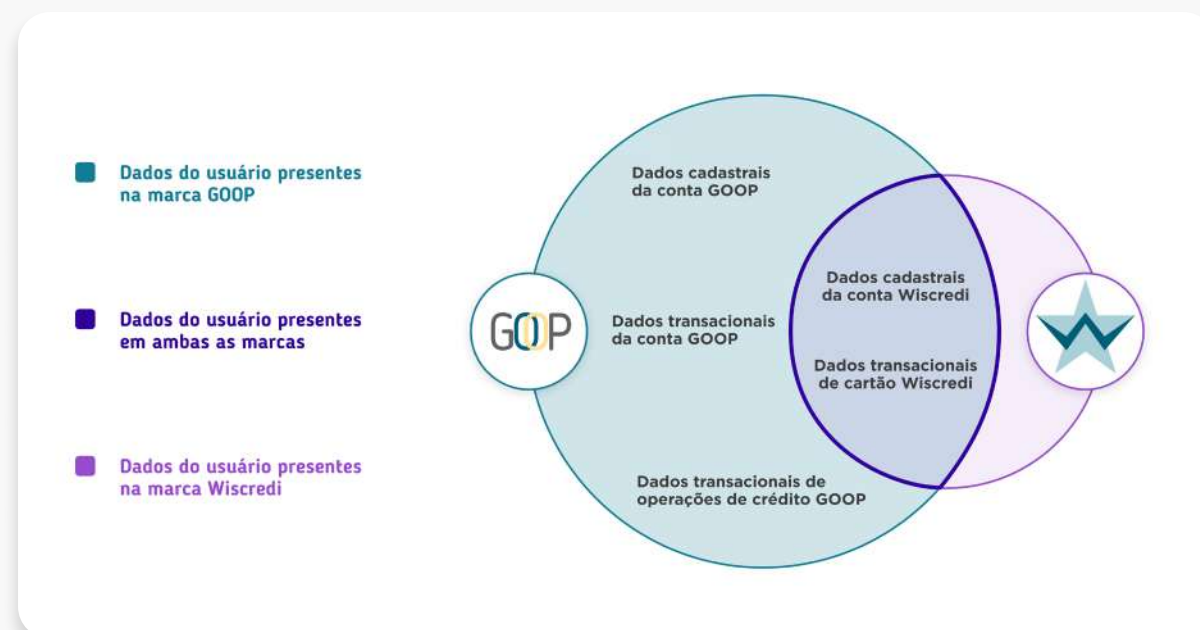 Dados do usuário presentes
na marca GOOP
Dados do usuário presentes
em ambas as marcas
Dados do usuário presentes
na marca Wiscredi
Dados cadastrais
da conta GOOP
GOOP
Dados transacionais
da conta GOOP
Dados transacionais de
operações de crédito GOOP
Dados cadastrais
da conta Wiscredi
Dados transacionais
de cartão Wiscredi